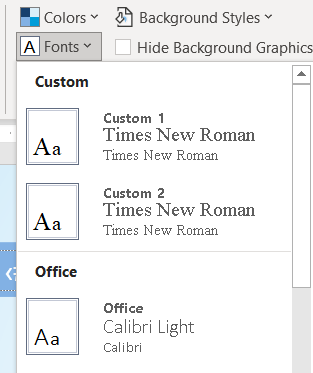 Colors Background Styles
A Fonts Hide Background Graphics
Custom
Custom 1
Aa Times New Roman
Times New Roman
Custom 2
Aa Times New Roman
Times New Roman
Office
Office
Aa Calibri Light
Calibri